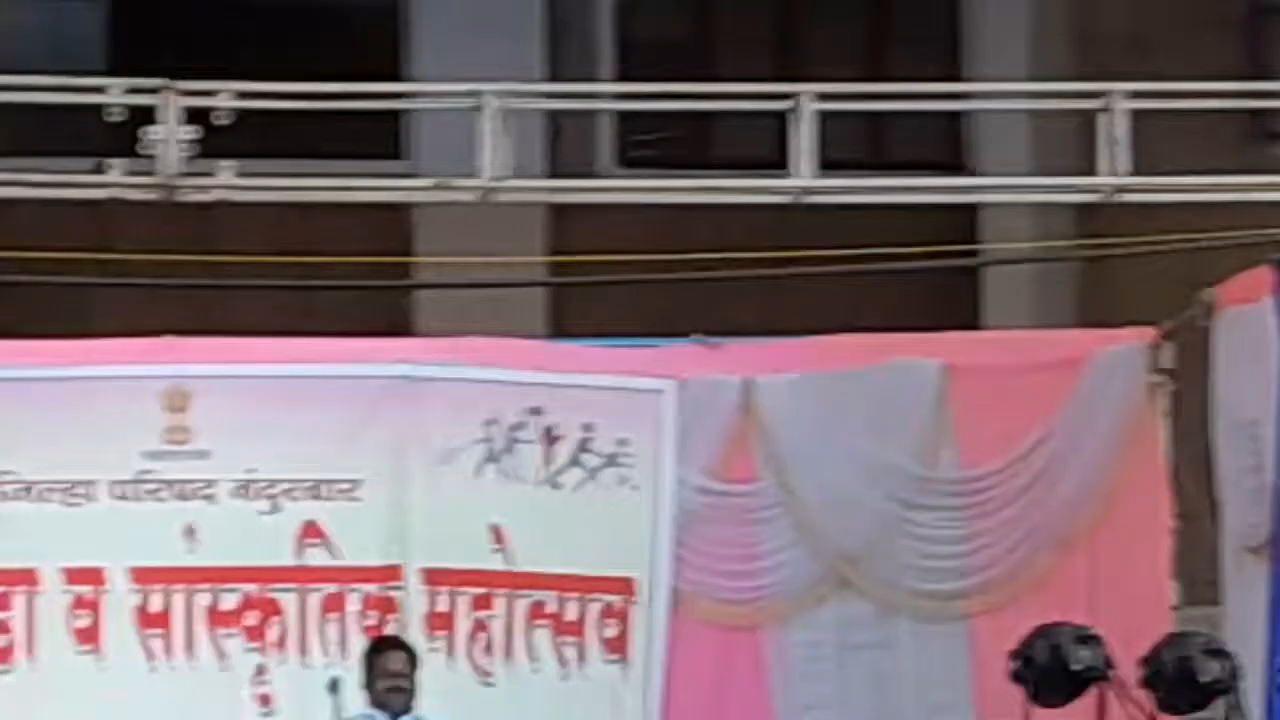 जिल्हा परिषद नंदुरबार
व सांस्कृतिक महोत्सव